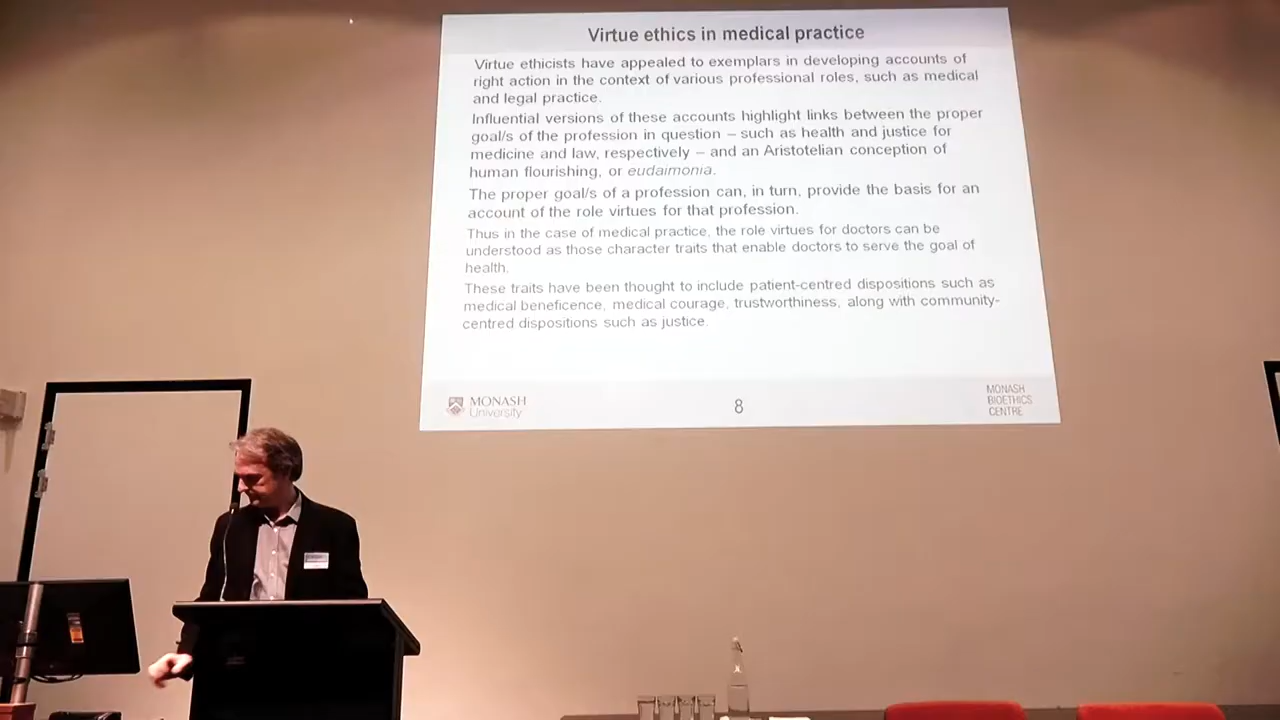 Virtue ethics in medical practice
Virtue ethicists have appealed to exemplars in developing accounts of
right action in the context of various professional roles, such as medical
and legal practice.
Influential versions of these accounts highlight links between the proper
goal/s of the profession in question – such as health and justice for
medicine and law, respectively – and an Aristotelian conception of
human flourishing, or eudaimonia.
The proper goal/s of a profession can, in turn, provide the basis for an
account of the role virtues for that profession.
Thus in the case of medical practice, the role virtues for doctors can be
understood as those character traits that enable doctors to serve the goal of
health.
These traits have been thought to include patient-centred dispositions such as
medical beneficence, medical courage, trustworthiness, along with community-
centred dispositions such as justice.
MONASH
University
8
MONASH
BIOETHICS
CENTRE